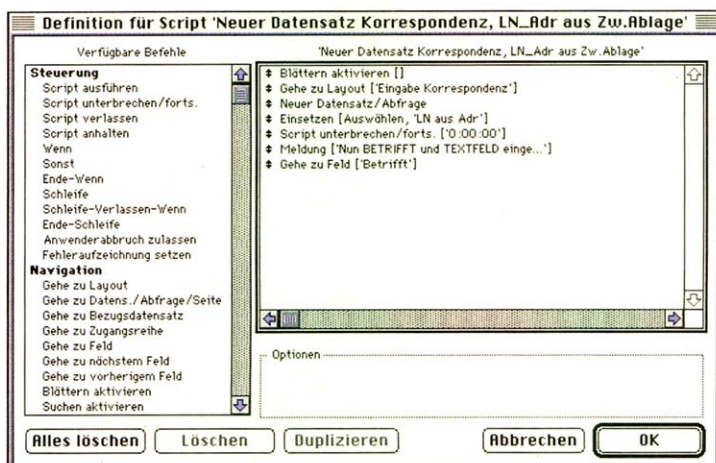 Definition für Script 'Neuer Datensatz Korrespondenz, LN_Adr aus Zw.Ablage'
Verfügbare Befehle
Steuerung
Script ausführen
Script unterbrechen/forts.
Script verlassen
Script anhalten
Wenn
Sonst
Ende-Wenn
Schleife
Schleife-Verlassen-Wenn
Ende-Schleife
Anwenderabbruch zulassen
Fehleraufzeichnung setzen
Navigation
Gehe zu Layout
Gehe zu Datens./Abfrage/Seite
Gehe zu Bezugsdatensatz
Gehe zu Zugangsreihe
Gehe zu Feld
Gehe zu nächstem Feld
Gehe zu vorherigem Feld
Blättern aktivieren
Suchen aktivieren
'Neuer Datensatz Korrespondenz, LN_Adr aus Zw.Ablage'
Blättern aktivieren []
Gehe zu Layout ['Eingabe Korrespondenz']
Neuer Datensatz/Abfrage
Einsetzen [Auswählen, 'LN aus Adr']
Script unterbrechen/forts. ['0:00:00']
Meldung ['Nun BETRIFFT und TEXTFELD einge...']
Gehe zu Feld ['Betrifft']
Optionen
Alles löschen
Löschen
Duplizieren
Abbrechen
OK